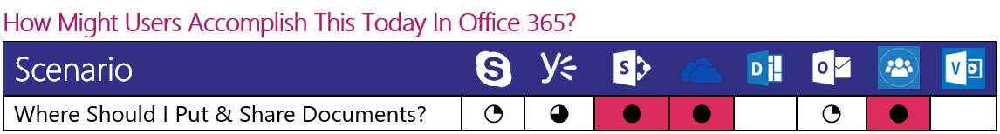 How Might Users Accomplish This Today In Office 365?
Scenario
Where Should I Put & Share Documents?